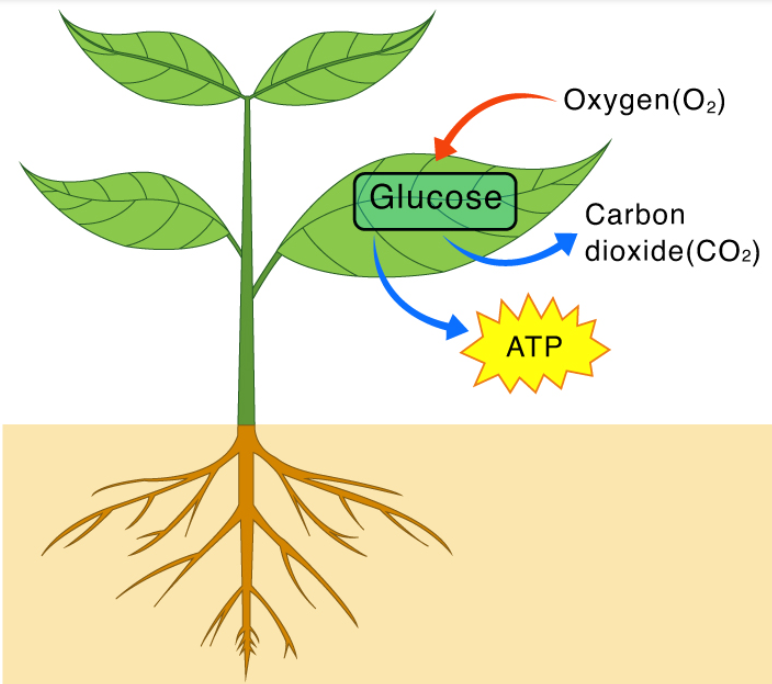 Oxygen(O₂)
Glucose
Carbon
dioxide(CO₂)
ATP